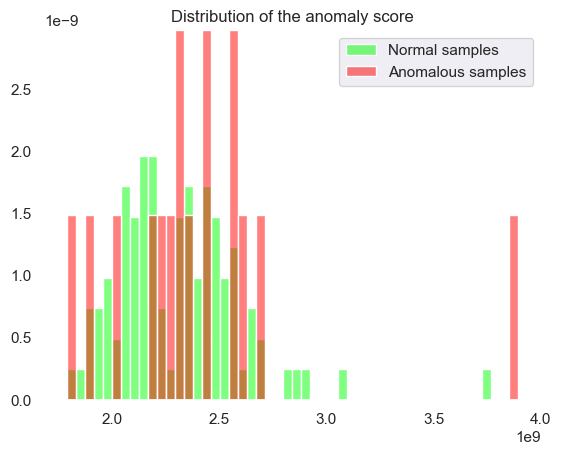 Distribution of the anomaly score
1e−9
Normal samples
Anomalous samples
2.5
2.0
1.5
1.0
0.5
0.0
2.0 2.5 3.0 3.5 4.0
1e9